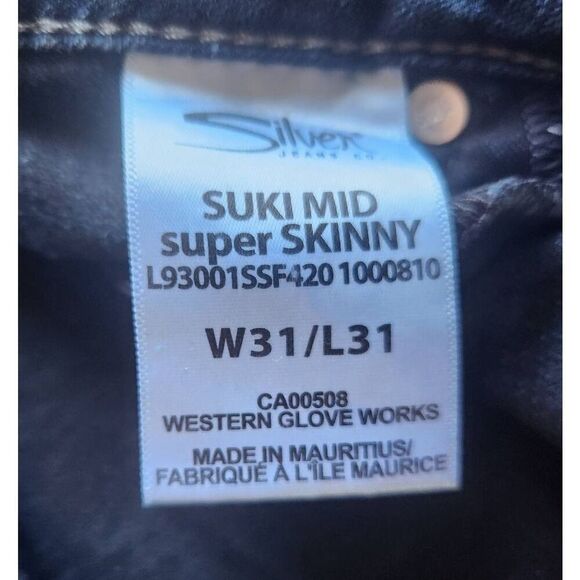 Silver
JEANS CO.
SUKI MID
super SKINNY
L93001SSF420 1000810
W31/L31
CA00508
WESTERN GLOVE WORKS
MADE IN MAURITIUS/
FABRIQUÉ À L'ÎLE MAURICE